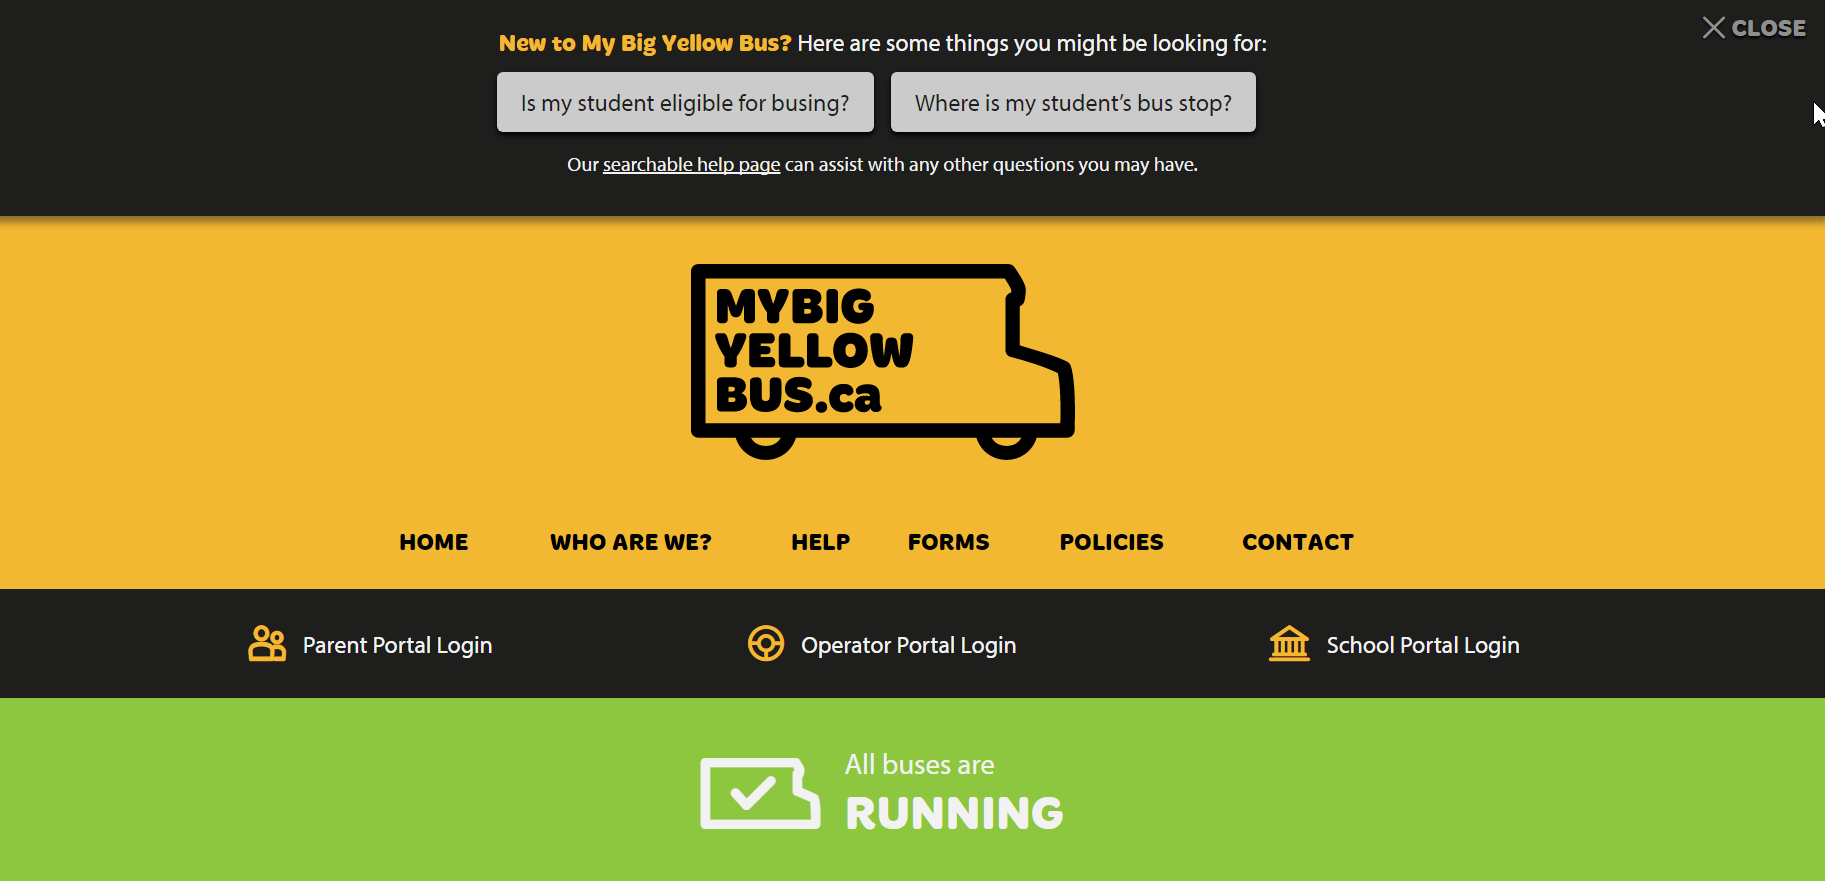 New to My Big Yellow Bus? Here are some things you might be looking for:
CLOSE
Is my student eligible for busing?
Where is my student’s bus stop?
Our searchable help page can assist with any other questions you may have.
MYBIG
YELLOW
BUS.ca
HOME
WHO ARE WE?
HELP
FORMS
POLICIES
CONTACT
Parent Portal Login
Operator Portal Login
School Portal Login
All buses are
RUNNING